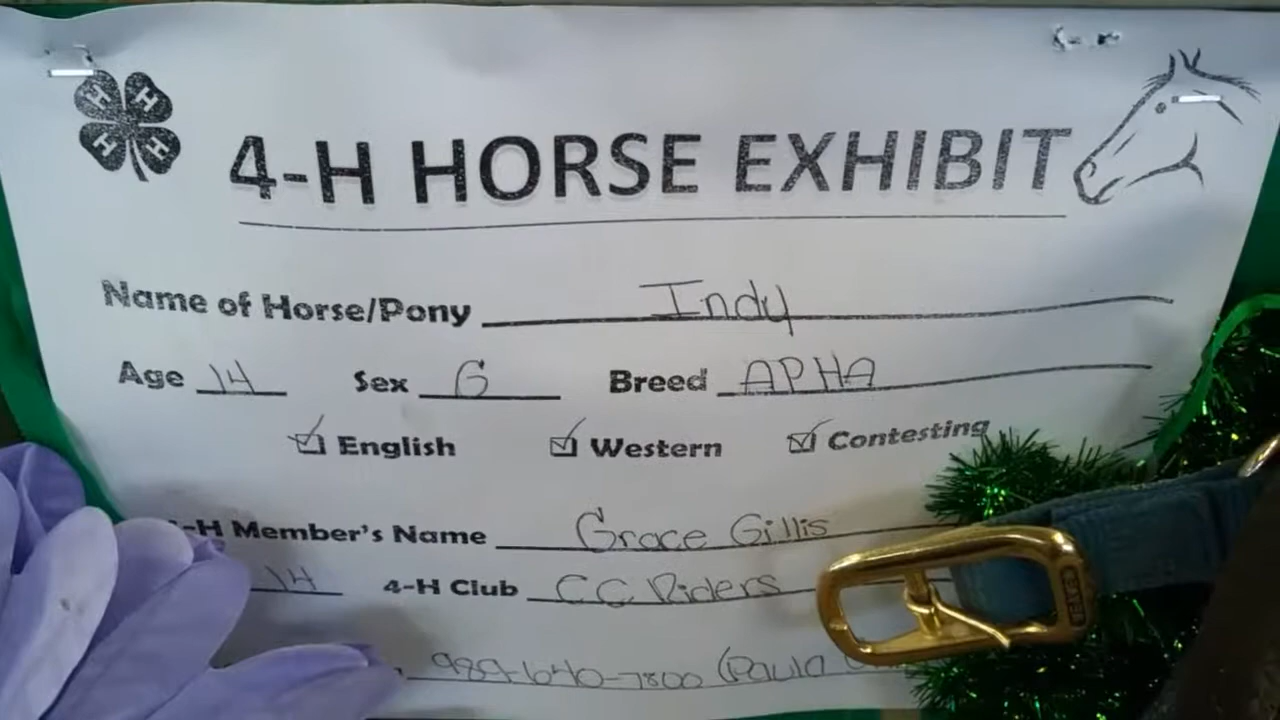 H H H H
4-H HORSE EXHIBIT
Name of Horse/Pony Indy
Age 14 Sex G Breed APHA
English Western Contesting
-H Member's Name Grace Gillis
14 4-H Club CC Riders
989-640-7800 (Paula